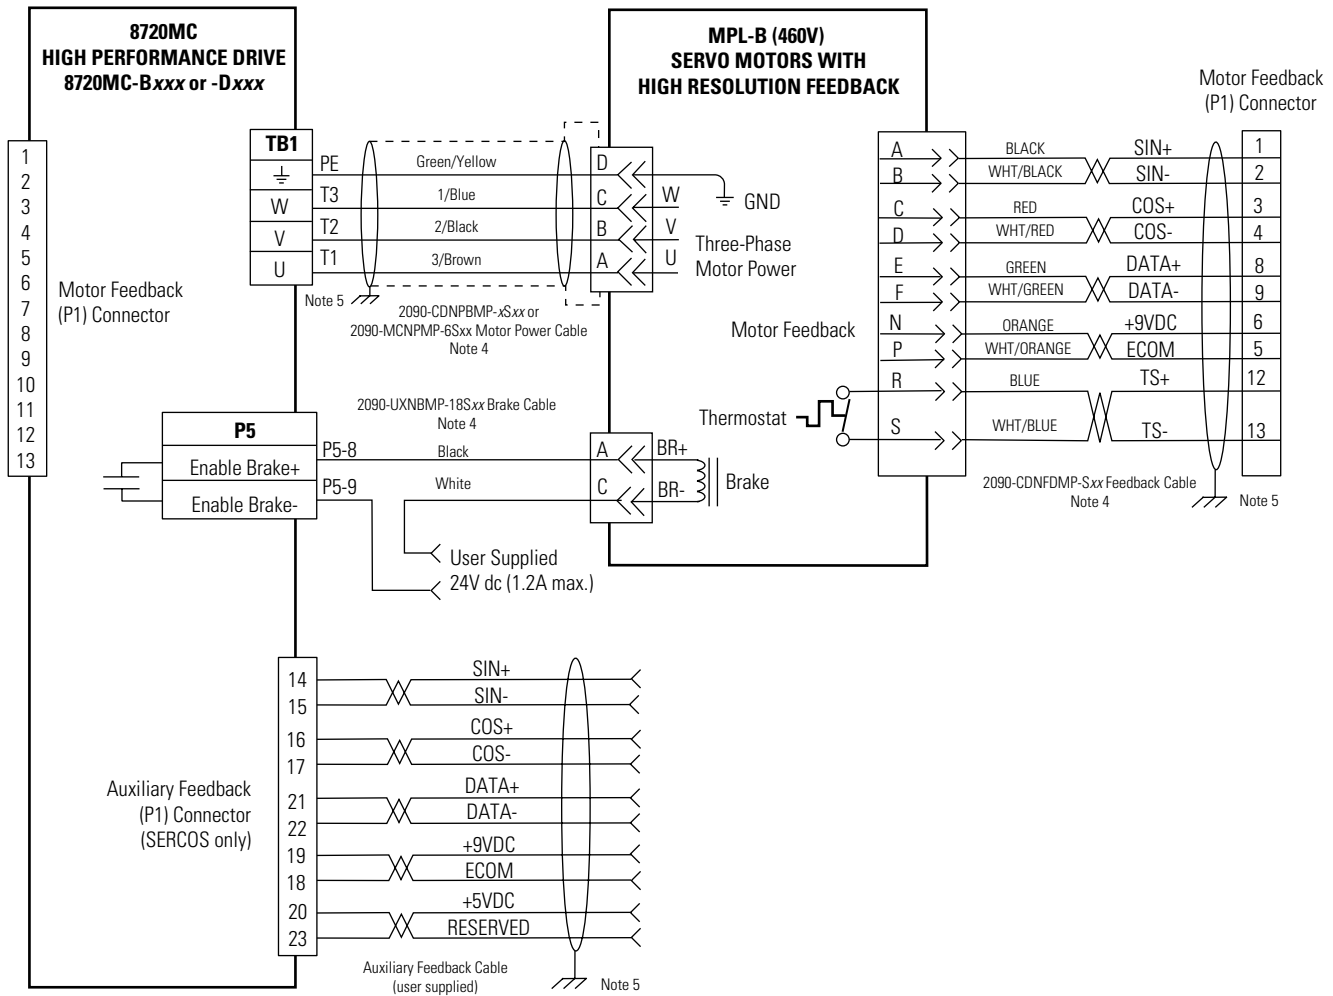 8720MC
HIGH PERFORMANCE DRIVE
8720MC-Bxxx or -Dxxx
1
2
3
4
5
6
7
8
9
10
11
12
13
Motor Feedback
(P1) Connector
TB1
W
V
U
PE
T3
T2
T1
Green/Yellow
1/Blue
2/Black
3/Brown
Note 5
2090-CDNPBMP-xSxx or
2090-MCNPMP-6Sxx Motor Power Cable
Note 4
D
C
B
A
W
V
U
GND
Three-Phase
Motor Power
MPL-B (460V)
SERVO MOTORS WITH
HIGH RESOLUTION FEEDBACK
Motor Feedback
Thermostat
A
B
C
D
E
F
N
P
R
S
BLACK
WHT/BLACK
RED
WHT/RED
GREEN
WHT/GREEN
ORANGE
WHT/ORANGE
BLUE
WHT/BLUE
SIN+
SIN-
COS+
COS-
DATA+
DATA-
+9VDC
ECOM
TS+
TS-
Motor Feedback
(P1) Connector
1
2
3
4
8
9
6
5
12
13
2090-CDNFDMP-Sxx Feedback Cable
Note 4
Note 5
P5
Enable Brake+
Enable Brake-
P5-8
P5-9
2090-UXNBMP-18Sxx Brake Cable
Note 4
Black
White
A
C
BR+
BR-
Brake
User Supplied
24V dc (1.2A max.)
Auxiliary Feedback
(P1) Connector
(SERCOS only)
14
15
16
17
21
22
19
18
20
23
SIN+
SIN-
COS+
COS-
DATA+
DATA-
+9VDC
ECOM
+5VDC
RESERVED
Auxiliary Feedback Cable
(user supplied)
Note 5